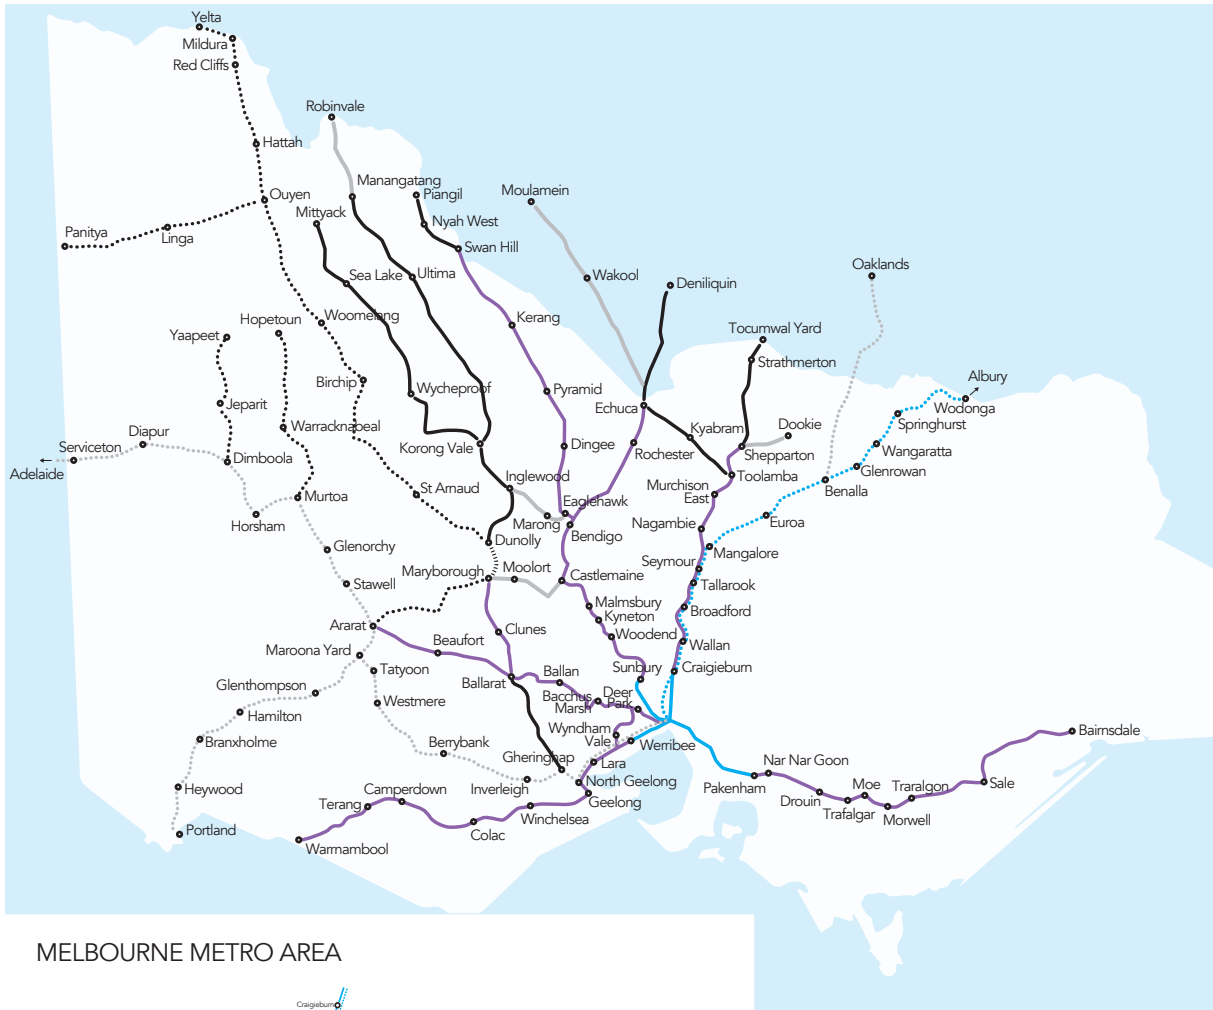 Yelta
Mildura
Red Cliffs
Robinvale
Hattah
Manangatang
Piangil
Moulamein
Ouyen
Mittyack
Nyah West
Panitya
Linga
Swan Hill
Oaklands
Sea Lake
Ultima
Wakool
Deniliquin
Hopetoun
Woomelang
Kerang
Tocumwal Yard
Yaapeet
Strathmerton
Albury
Birchip
Wycheproof
Pyramid
Jeparit
Echuca
Wodonga
Springhurst
Warracknabeal
Kyabram
Dookie
Diapur
Serviceton
Korong Vale
Dingee
Rochester
Shepparton
Wangaratta
Adelaide
Dimboola
Glenrowan
Inglewood
Toolamba
Murchison
East
Benalla
St Arnaud
Murtoa
Eaglehawk
Horsham
Marong
Bendigo
Nagambie
Euroa
Dunolly
Glenorchy
Mangalore
Seymour
Maryborough
Moolort
Castlemaine
Stawell
Tallarook
Malmsbury
Broadford
Kyneton
Ararat
Clunes
Woodend
Beaufort
Wallan
Maroona Yard
Tatyoon
Ballan
Sunbury
Craigieburn
Ballarat
Glenthompson
Bacchus
Marsh
Deer
Park
Westmere
Hamilton
Wyndham
Vale
Bairnsdale
Branxholme
Berrybank
Werribee
Gheringhap
Lara
Nar Nar Goon
Heywood
Inverleigh
North Geelong
Pakenham
Moe
Traralgon
Sale
Camperdown
Terang
Geelong
Drouin
Trafalgar
Morwell
Winchelsea
Portland
Colac
Warrnambool
MELBOURNE METRO AREA
Craigieburn